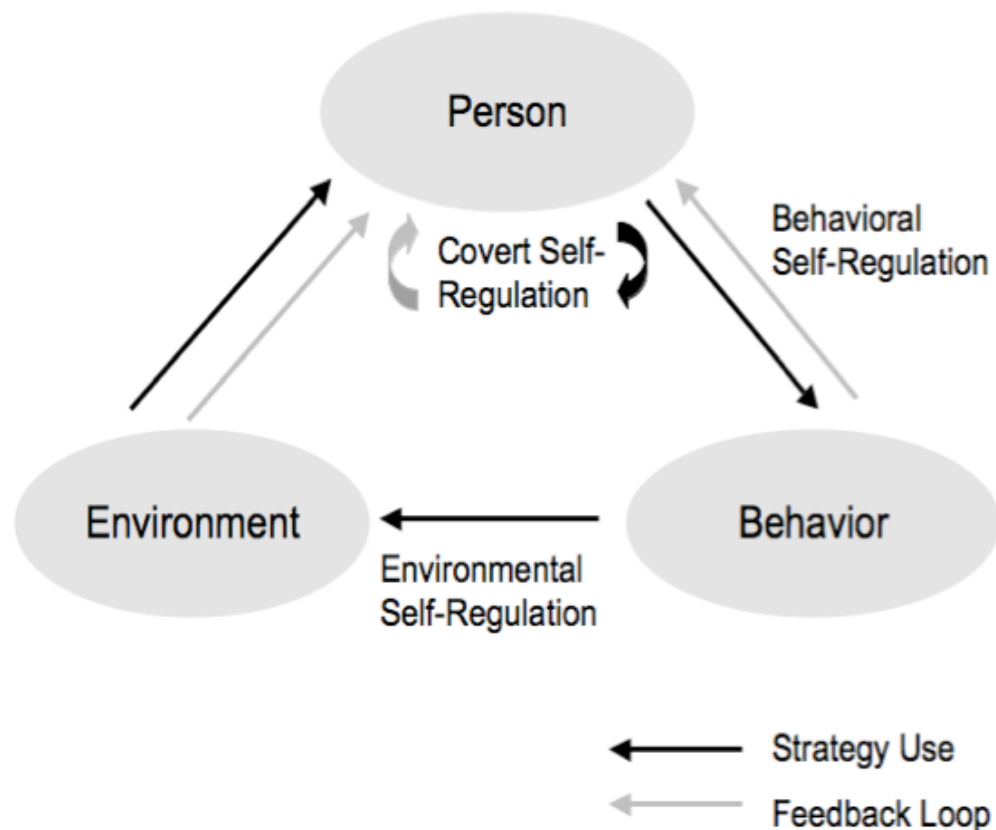 Person
Behavioral
Self-Regulation
Covert Self-
Regulation
Environment
Behavior
Environmental
Self-Regulation
Strategy Use
Feedback Loop